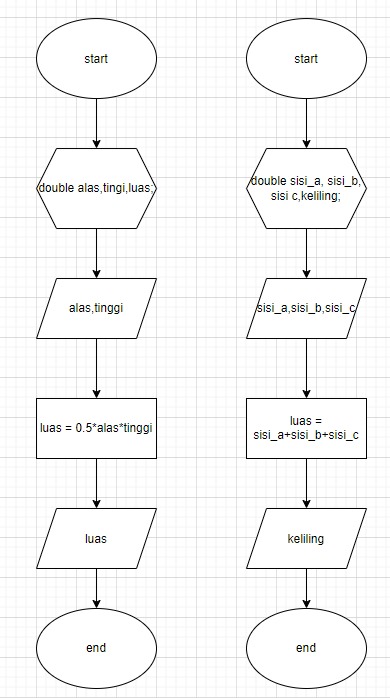 start
double alas,tingi,luas;
alas,tinggi
luas = 0.5*alas*tinggi
luas
end
start
double sisi_a, sisi_b,
sisi c,keliling;
sisi_a,sisi_b,sisi_c
luas =
sisi_a+sisi_b+sisi_c
keliling
end